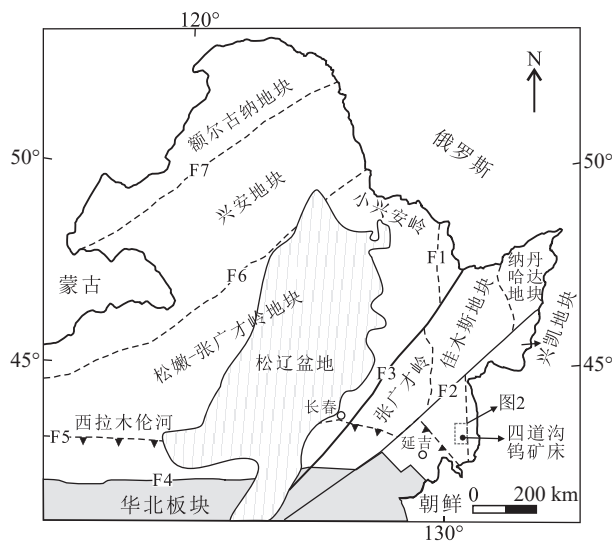 120°
N
额尔古纳地块
俄罗斯
50°
50°
F7
兴安地块
小兴安岭
F1
纳丹
哈达
地块
蒙古
F6
松嫩-张广才岭地块
佳木斯地块
兴凯地块
45°
45°
松辽盆地
F3
张广才岭
F2
长春
图2
西拉木伦河
F5
延吉
四道沟
钨矿床
F4
华北板块
朝鲜
0 200 km
130°